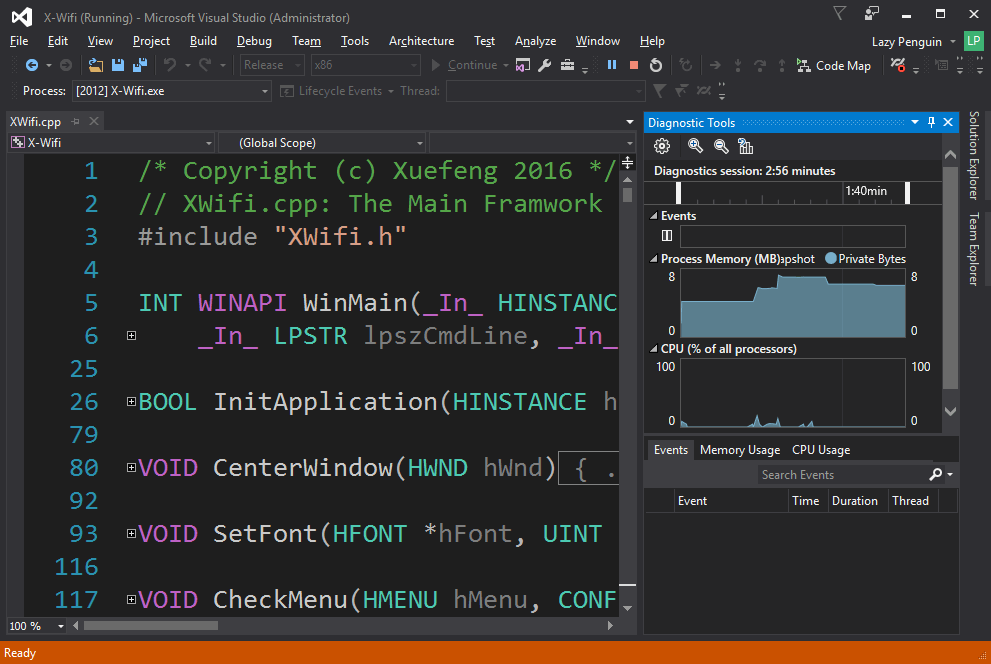 X-Wifi (Running) - Microsoft Visual Studio (Administrator)
File Edit View Project Build Debug Team Tools Architecture Test Analyze Window Help Lazy Penguin LP
Release x86 Continue Code Map
Process: [2012] X-Wifi.exe Lifecycle Events Thread:
XWifi.cpp
X-Wifi (Global Scope)
1 /* Copyright (c) Xuefeng 2016 */
2 // XWifi.cpp: The Main Framwork
3 #include "XWifi.h"
4
5 INT WINAPI WinMain(_In_ HINSTANC
6 _In_ LPSTR lpszCmdLine, _In_
25
26 BOOL InitApplication(HINSTANCE h
79
80 VOID CenterWindow(HWND hWnd) { .
92
93 VOID SetFont(HFONT *hFont, UINT
116
117 VOID CheckMenu(HMENU hMenu, CONF
100 %
Diagnostic Tools
Diagnostics session: 2:56 minutes
1:40min
Events
Process Memory (MB) apshot Private Bytes
8 8
0 0
CPU (% of all processors)
100 100
0 0
Events Memory Usage CPU Usage
Search Events
Event Time Duration Thread
Solution Explorer
Team Explorer
Ready